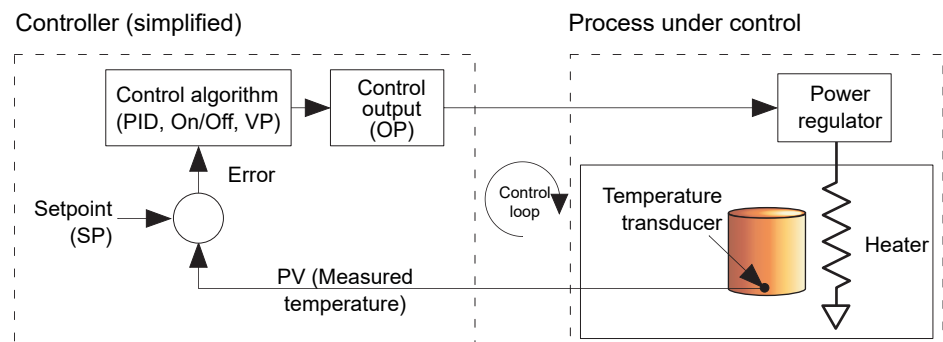 Controller (simplified)
Process under control
Control algorithm
(PID, On/Off, VP)
Control
output
(OP)
Power
regulator
Error
Setpoint
(SP)
Control
loop
Temperature
transducer
Heater
PV (Measured
temperature)